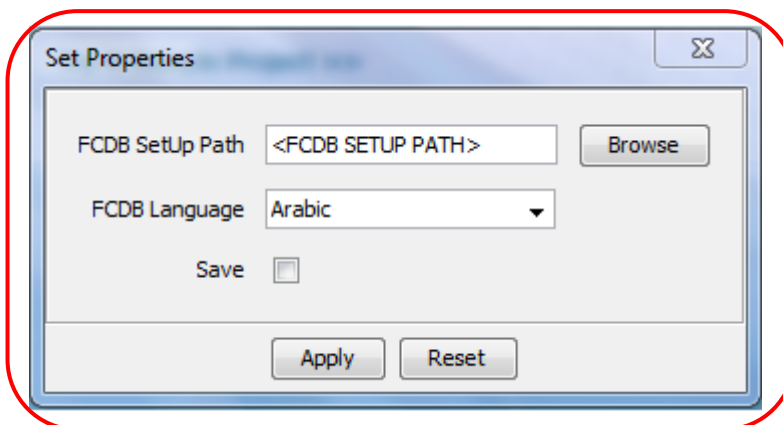 Set Properties
FCDB SetUp Path <FCDB SETUP PATH> Browse
FCDB Language Arabic
Save
Apply Reset